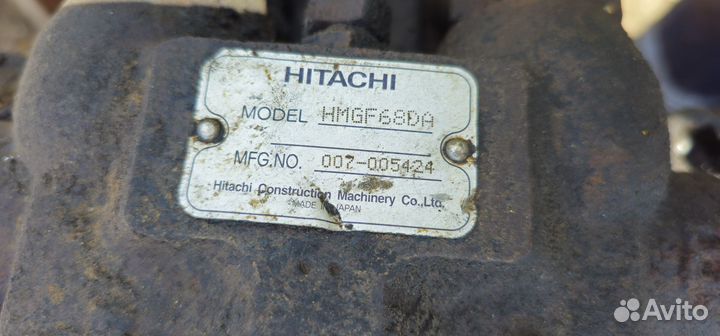 HITACHI
MODEL HMGF68DA
MFG.NO. 007-005424
Hitachi Construction Machinery Co.,Ltd.
MADE IN JAPAN
Avito